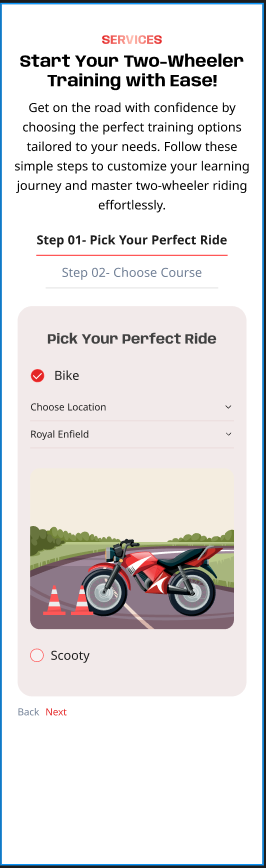 SERVICES
Start Your Two-Wheeler
Training with Ease!
Get on the road with confidence by
choosing the perfect training options
tailored to your needs. Follow these
simple steps to customize your learning
journey and master two-wheeler riding
effortlessly.
Step 01- Pick Your Perfect Ride
Step 02- Choose Course
Pick Your Perfect Ride
Bike
Choose Location
Royal Enfield
Scooty
Back Next